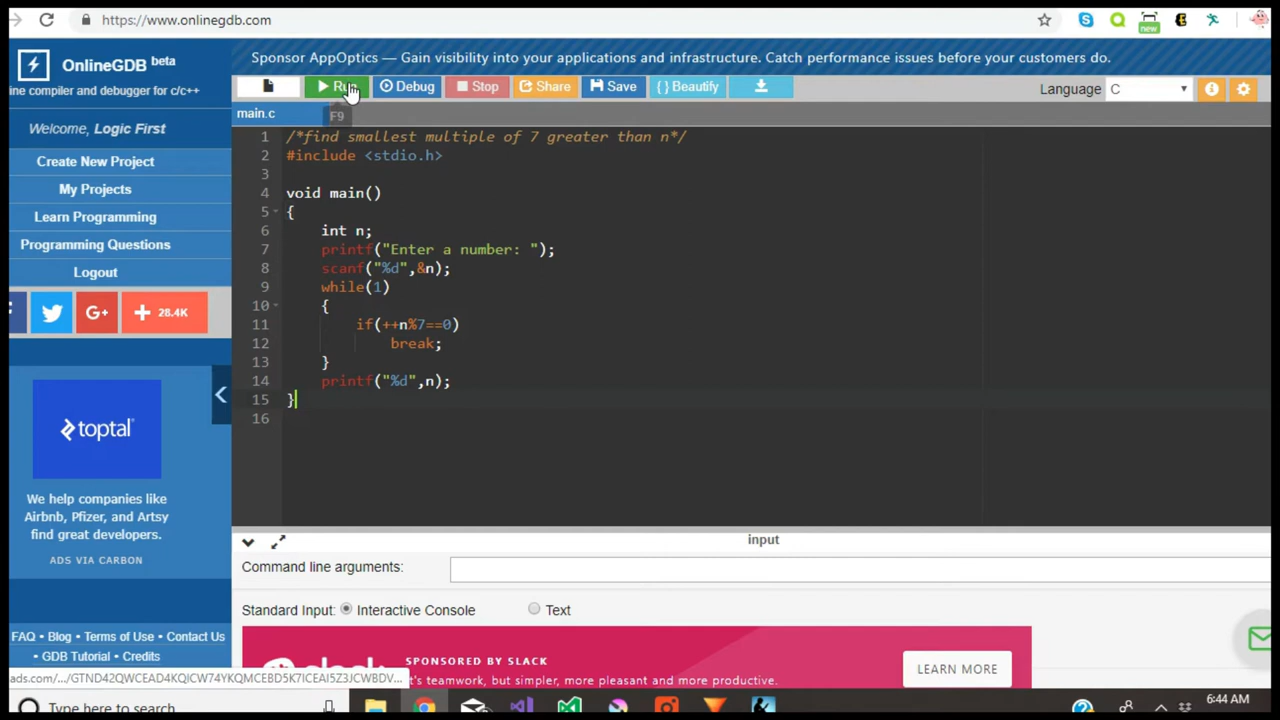 https://www.onlinegdb.com
new
OnlineGDB beta
line compiler and debugger for c/c++
Welcome, Logic First
Create New Project
My Projects
Learn Programming
Programming Questions
Logout
G+
28.4K
toptal
We help companies like
Airbnb, Pfizer, and Artsy
find great developers.
ADS VIA CARBON
FAQ • Blog • Terms of Use • Contact Us
• GDB Tutorial • Credits
Sponsor AppOptics — Gain visibility into your applications and infrastructure. Catch performance issues before your customers do.
Run Debug Stop Share Save { } Beautify Language C
main.c F9
1 /*find smallest multiple of 7 greater than n*/
2 #include <stdio.h>
3
4 void main()
5 {
6 int n;
7 printf("Enter a number: ");
8 scanf("%d",&n);
9 while(1)
10 {
11 if(++n%7==0)
12 break;
13 }
14 printf("%d",n);
15 }
16
input
Command line arguments:
Standard Input: Interactive Console Text
slack
SPONSORED BY SLACK
It's teamwork, but simpler, more pleasant and more productive.
LEARN MORE
Type here to search
6:44 AM